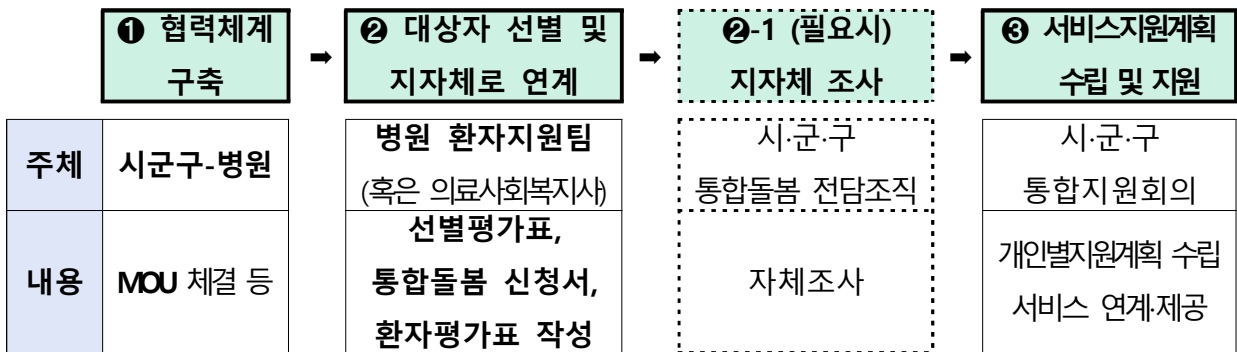 ❶ 협력체계 구축
➡
❷ 대상자 선별 및 지자체로 연계
➡
❷-1 (필요시) 지자체 조사
➡
❸ 서비스지원계획 수립 및 지원
주체
시군구-병원
병원 환자지원팀
(혹은 의료사회복지사)
시·군·구
통합돌봄 전담조직
시·군·구
통합지원회의
내용
MOU 체결 등
선별평가표,
통합돌봄 신청서,
환자평가표 작성
자체조사
개인별지원계획 수립
서비스 연계·제공